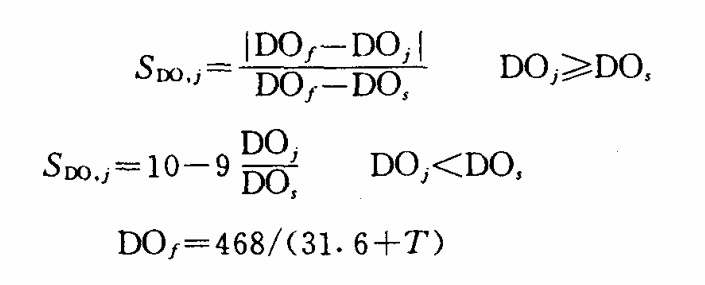 S_{DO,j} = |DO_f − DO_j| / (DO_f − DO_s)    DO_j ⩾ DO_s
S_{DO,j} = 10 − 9 DO_j / DO_s    DO_j < DO_s
DO_f = 468/(31.6+T)